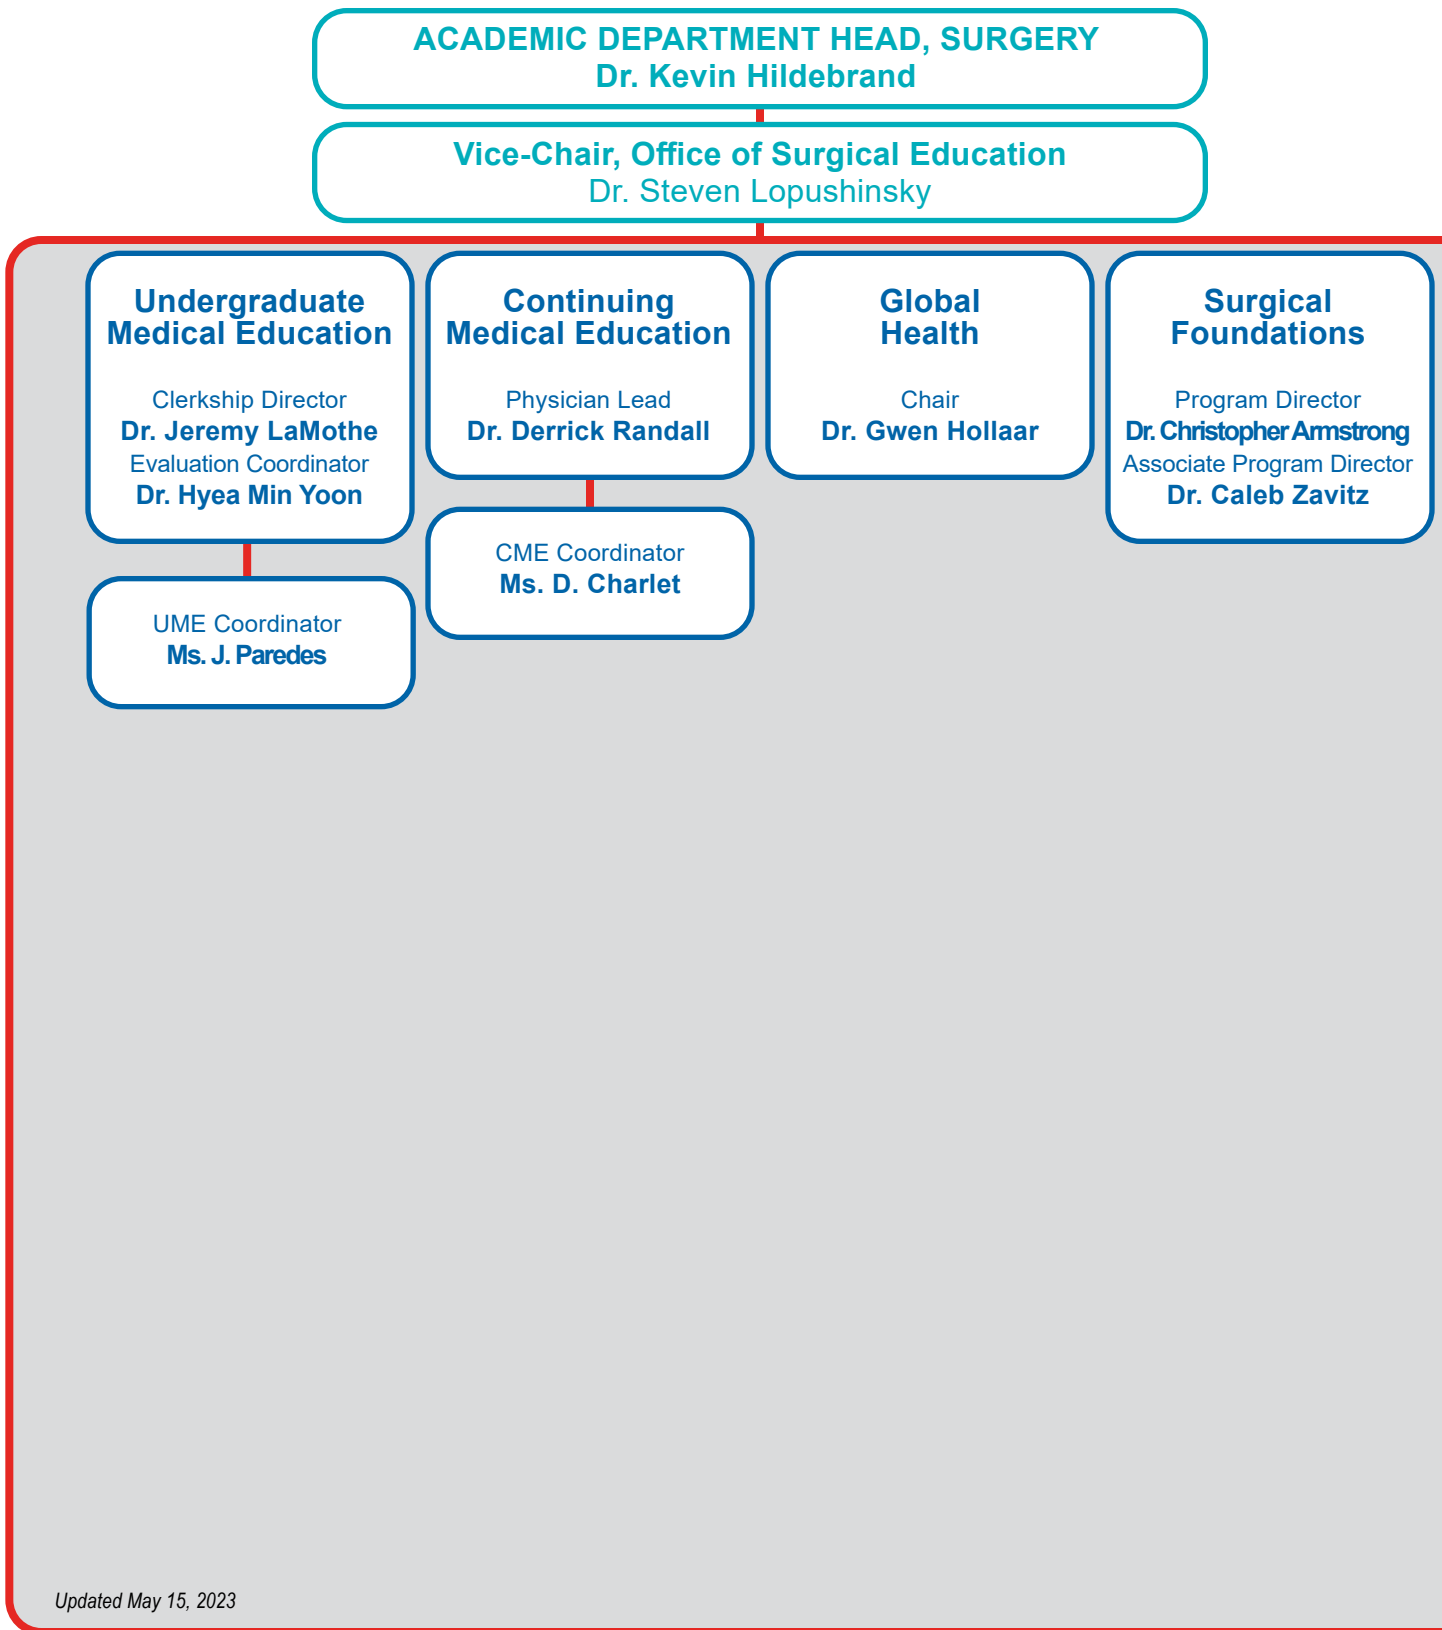 ACADEMIC DEPARTMENT HEAD, SURGERY
Dr. Kevin Hildebrand
Vice-Chair, Office of Surgical Education
Dr. Steven Lopushinsky
Undergraduate
Medical Education
Clerkship Director
Dr. Jeremy LaMothe
Evaluation Coordinator
Dr. Hyea Min Yoon
UME Coordinator
Ms. J. Paredes
Continuing
Medical Education
Physician Lead
Dr. Derrick Randall
CME Coordinator
Ms. D. Charlet
Global
Health
Chair
Dr. Gwen Hollaar
Surgical
Foundations
Program Director
Dr. Christopher Armstrong
Associate Program Director
Dr. Caleb Zavitz
Updated May 15, 2023